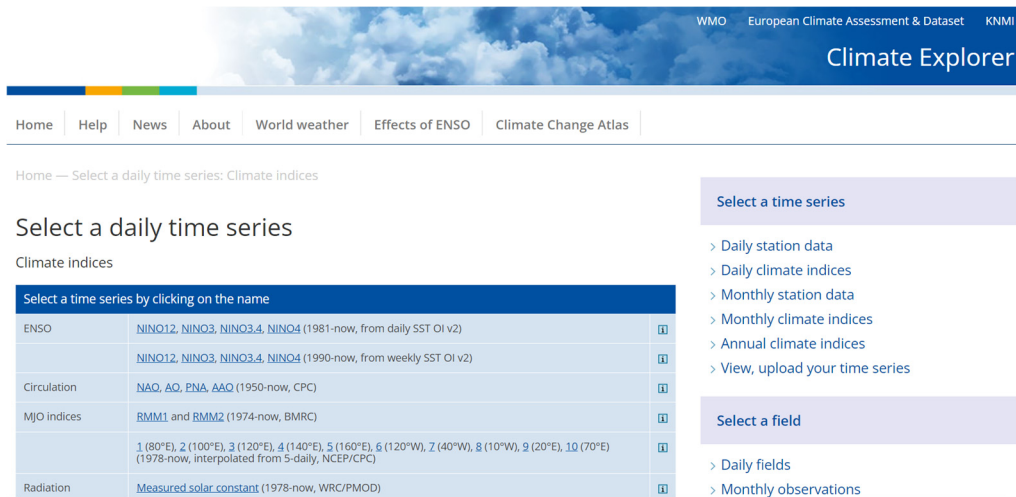 WMO European Climate Assessment & Dataset KNMI
Climate Explorer
Home Help News About World weather Effects of ENSO Climate Change Atlas
Home — Select a daily time series: Climate indices
Select a daily time series
Climate indices
Select a time series by clicking on the name
ENSO NINO12, NINO3, NINO3.4, NINO4 (1981-now, from daily SST OI v2) i
NINO12, NINO3, NINO3.4, NINO4 (1990-now, from weekly SST OI v2) i
Circulation NAO, AO, PNA, AAO (1950-now, CPC) i
MJO indices RMM1 and RMM2 (1974-now, BMRC) i
1 (80°E), 2 (100°E), 3 (120°E), 4 (140°E), 5 (160°E), 6 (120°W), 7 (40°W), 8 (10°W), 9 (20°E), 10 (70°E) i
(1978-now, interpolated from 5-daily, NCEP/CPC)
Radiation Measured solar constant (1978-now, WRC/PMOD) i
Select a time series
> Daily station data
> Daily climate indices
> Monthly station data
> Monthly climate indices
> Annual climate indices
> View, upload your time series
Select a field
> Daily fields
> Monthly observations